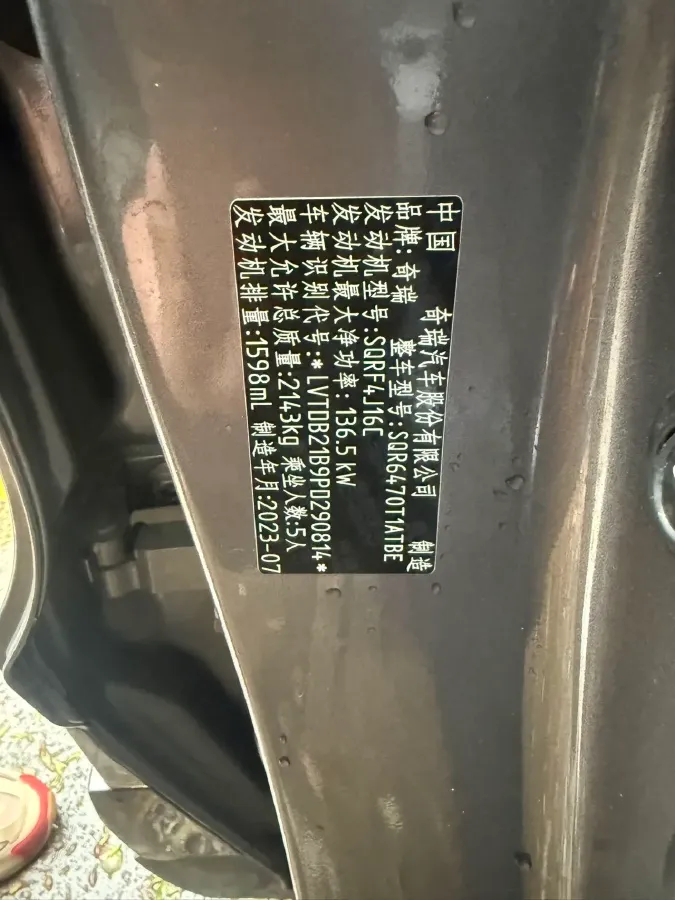 中国 奇瑞汽车股份有限公司 制造
品牌: 奇瑞 整车型号:SQR6470T1ATBE
发动机型号:SQRF4J16C
发动机最大净功率: 136.5 kW
车辆识别代号:*LVTDB21B9PD290814*
最大允许总质量:2143kg 乘坐人数:5人
发动机排量:1598mL 制造年月:2023-07